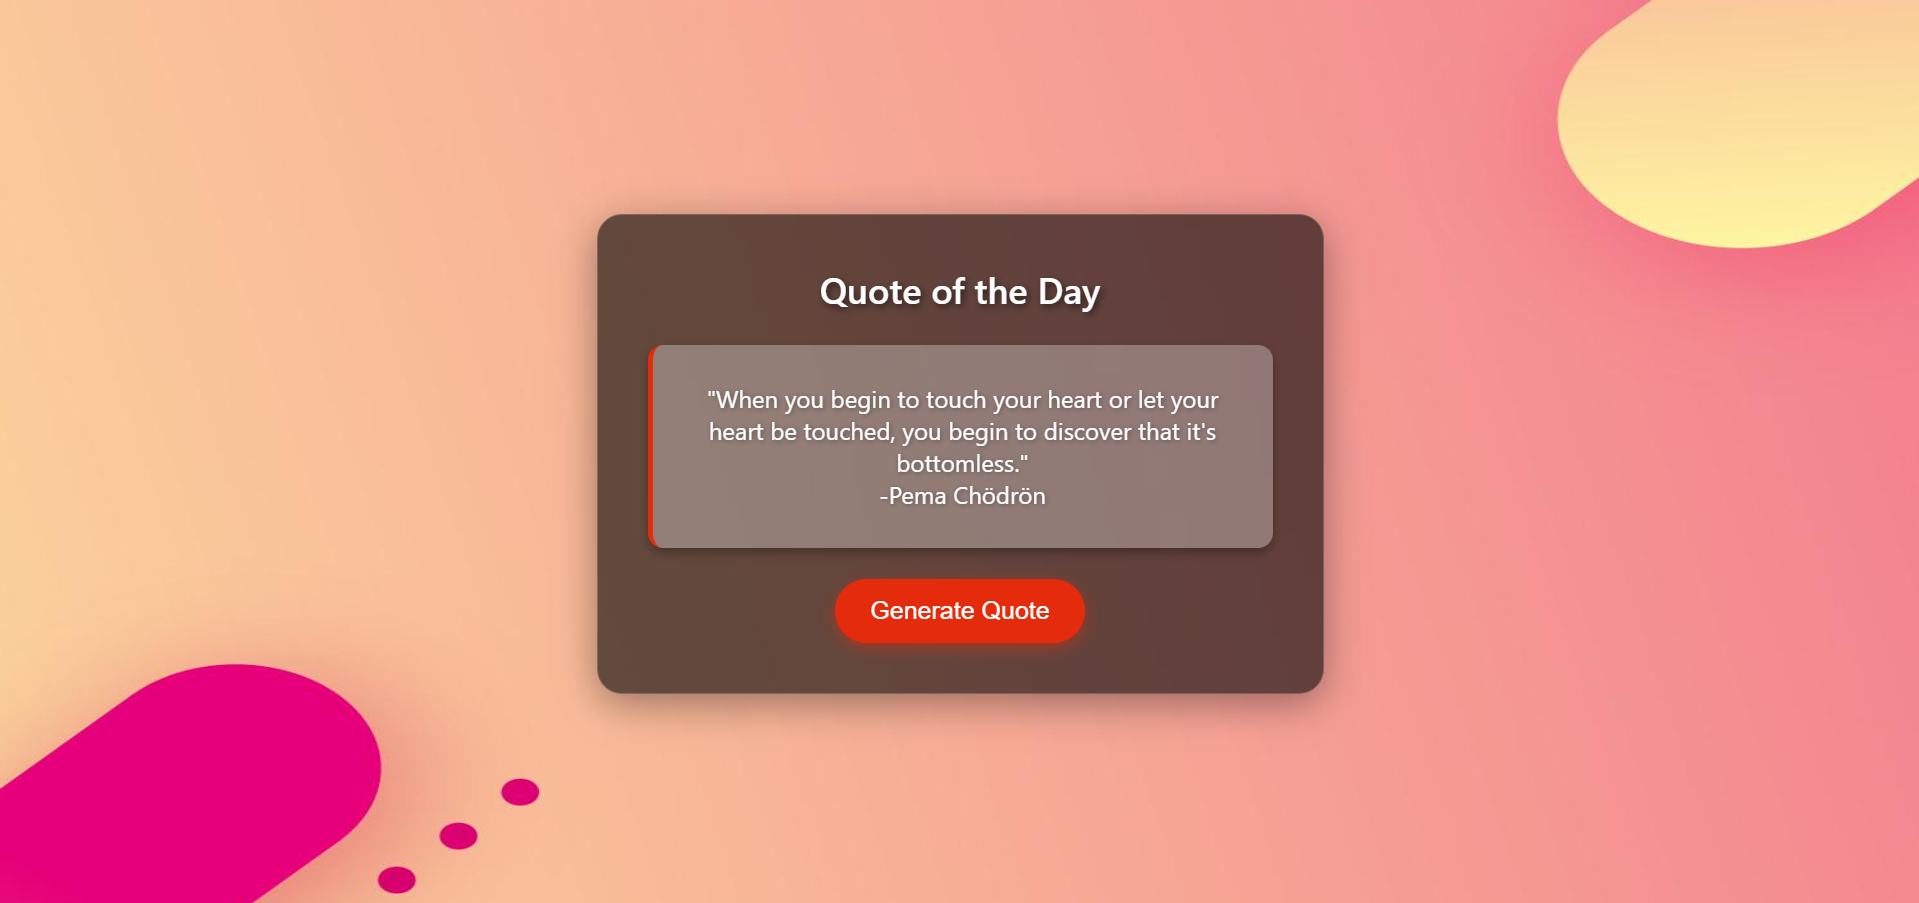 Quote of the Day
"When you begin to touch your heart or let your
heart be touched, you begin to discover that it's
bottomless."
-Pema Chödrön
Generate Quote